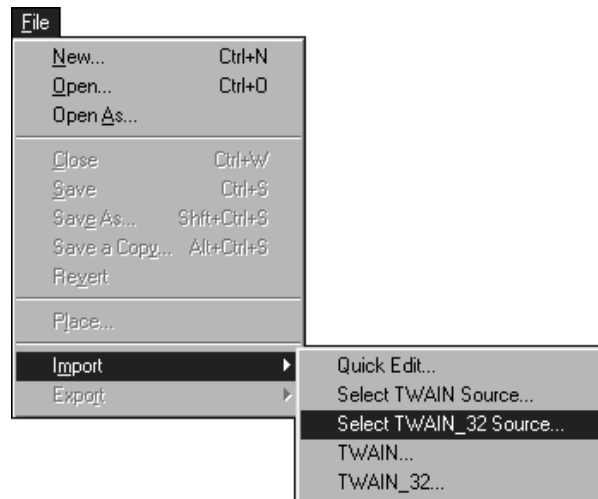 File
New... Ctrl+N
Open... Ctrl+O
Open As...
Close Ctrl+W
Save Ctrl+S
Save As... Shft+Ctrl+S
Save a Copy... Alt+Ctrl+S
Revert
Place...
Import
Export
Quick Edit...
Select TWAIN Source...
Select TWAIN_32 Source...
TWAIN...
TWAIN_32...